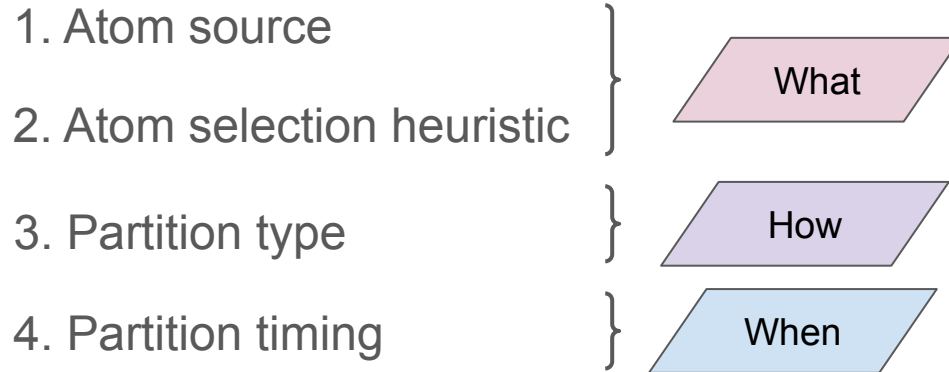 1. Atom source
2. Atom selection heuristic
What
3. Partition type
How
4. Partition timing
When